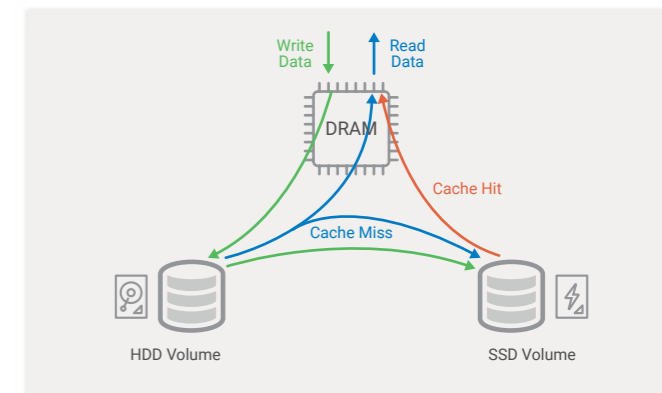 Write
Data
Read
Data
DRAM
Cache Hit
Cache Miss
HDD Volume
SSD Volume